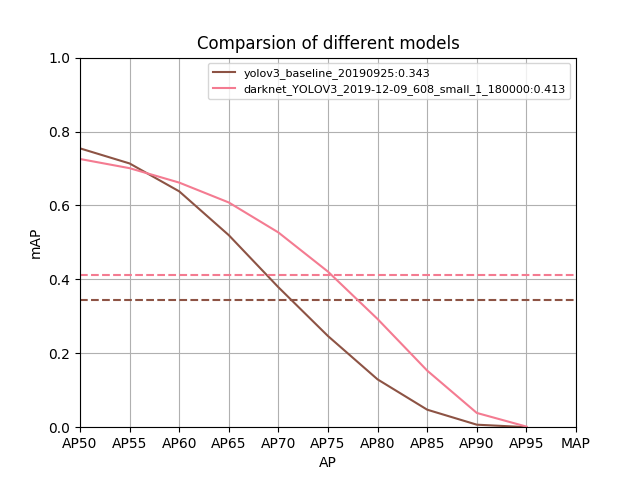 Comparsion of different models
yolov3_baseline_20190925:0.343
darknet_YOLOV3_2019-12-09_608_small_1_180000:0.413
1.0
0.8
0.6
0.4
0.2
0.0
mAP
AP50 AP55 AP60 AP65 AP70 AP75 AP80 AP85 AP90 AP95 MAP
AP